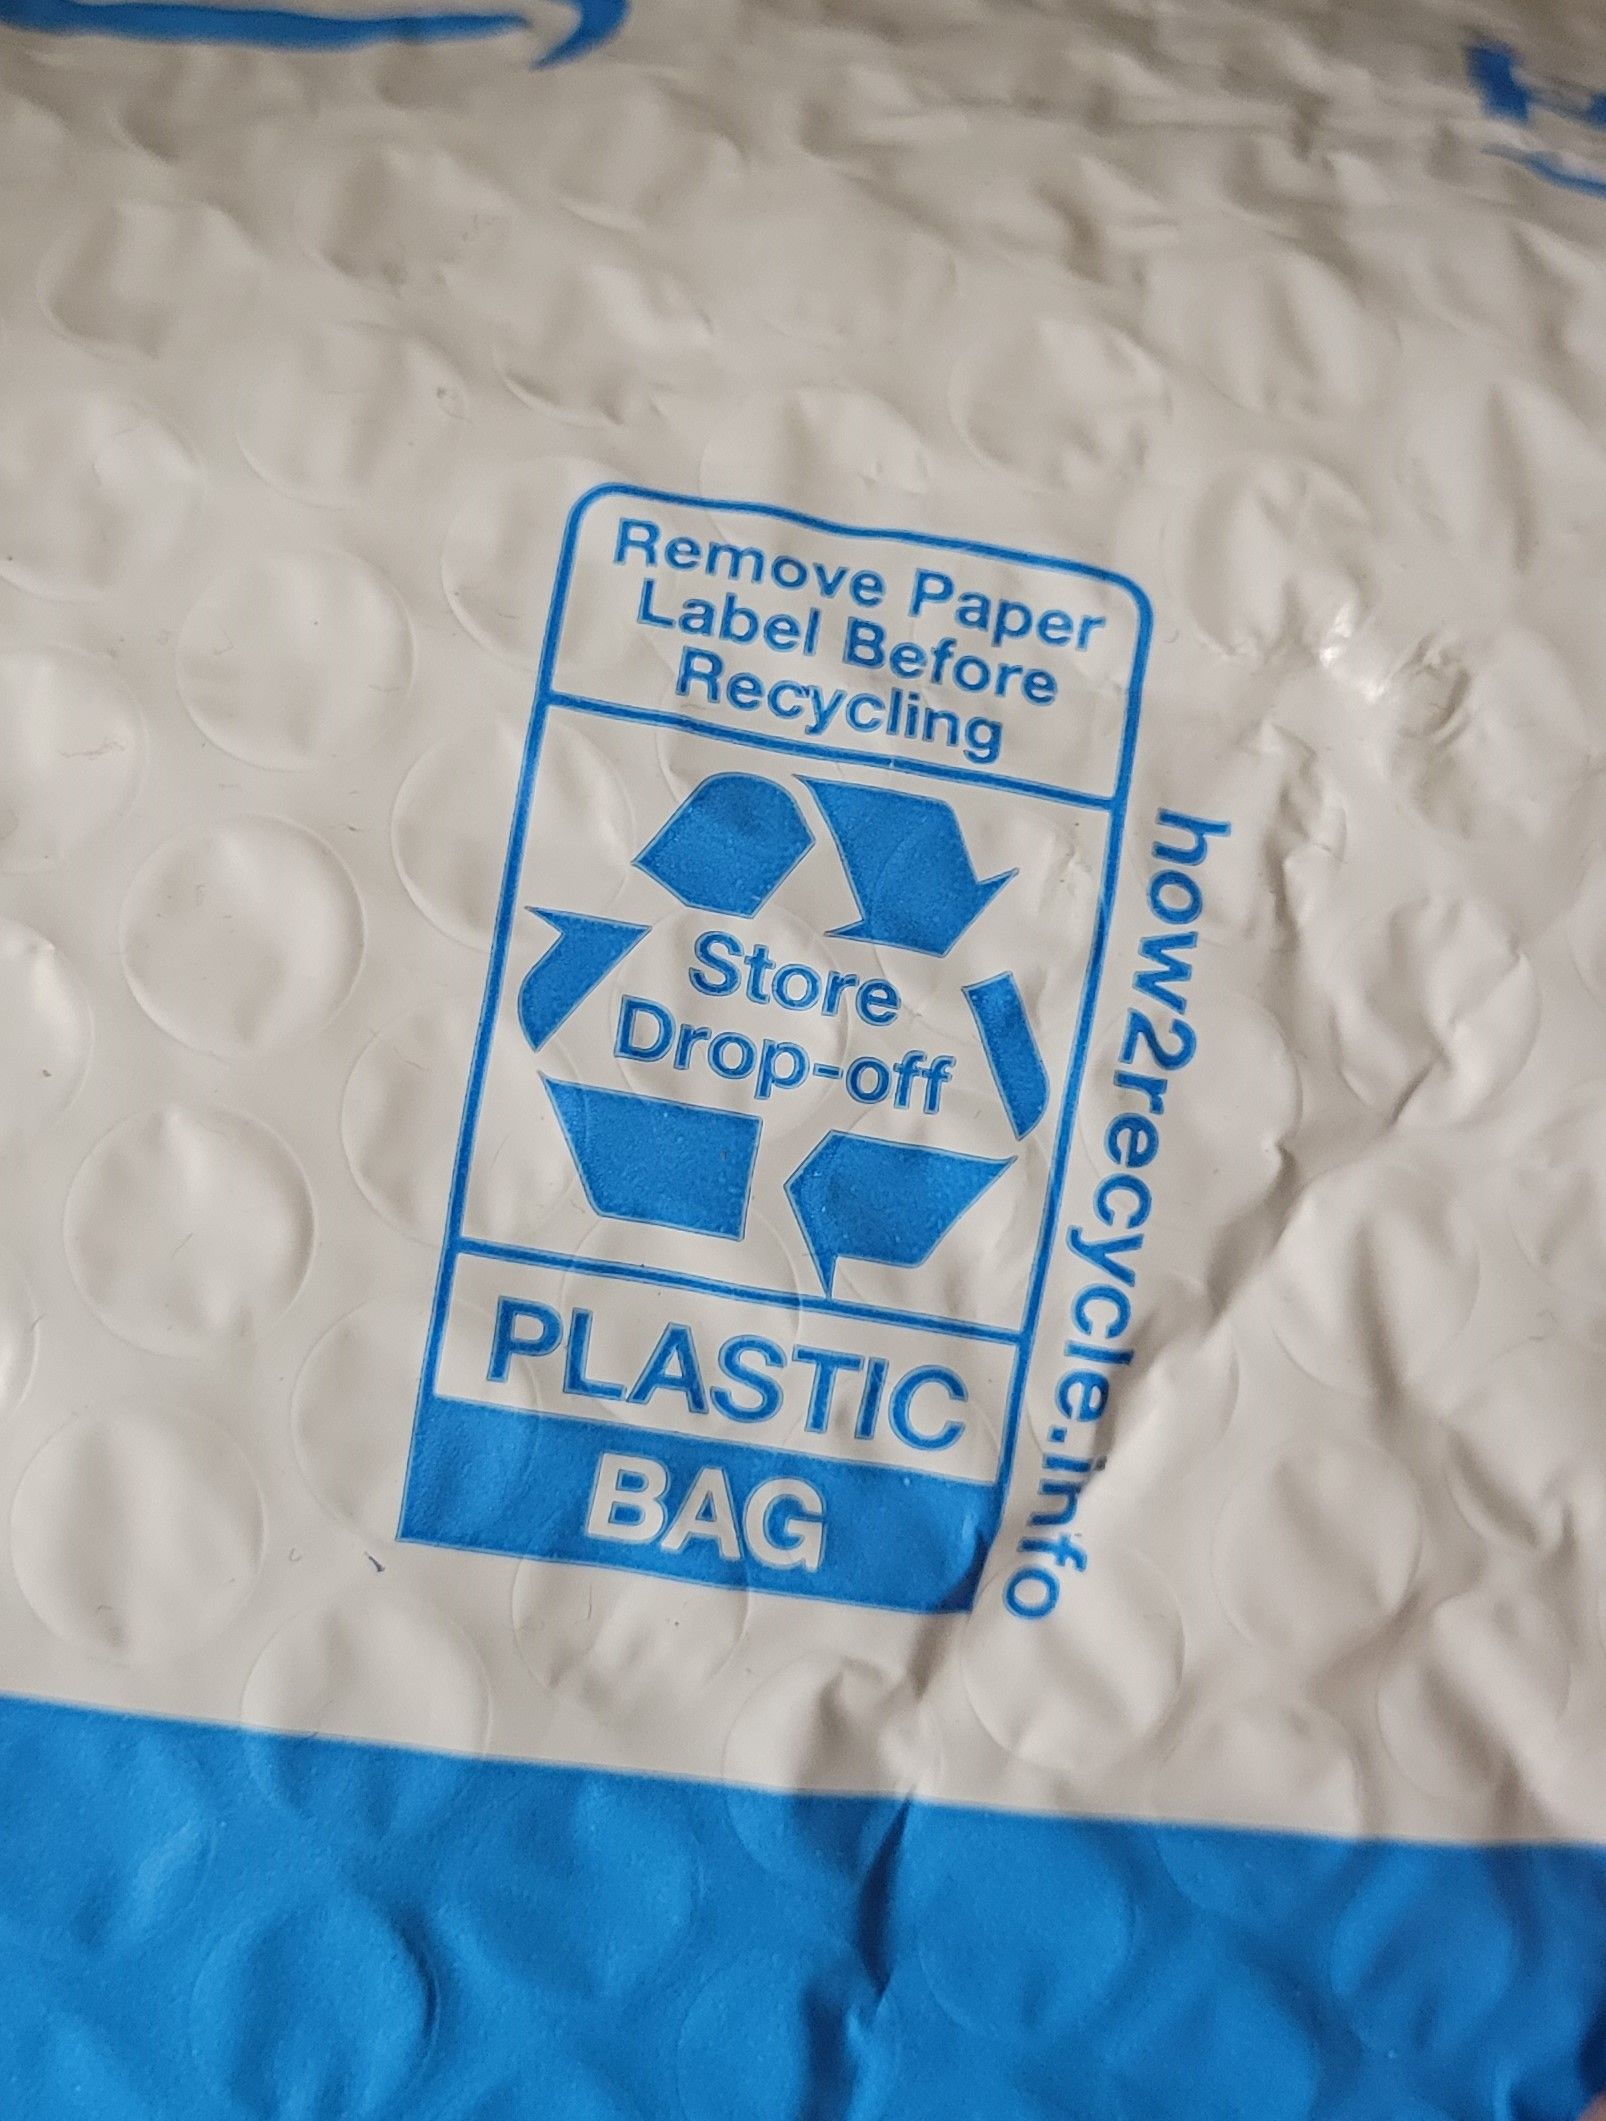 Remove Paper
Label Before
Recycling
Store
Drop-off
PLASTIC
BAG
how2recycle.info